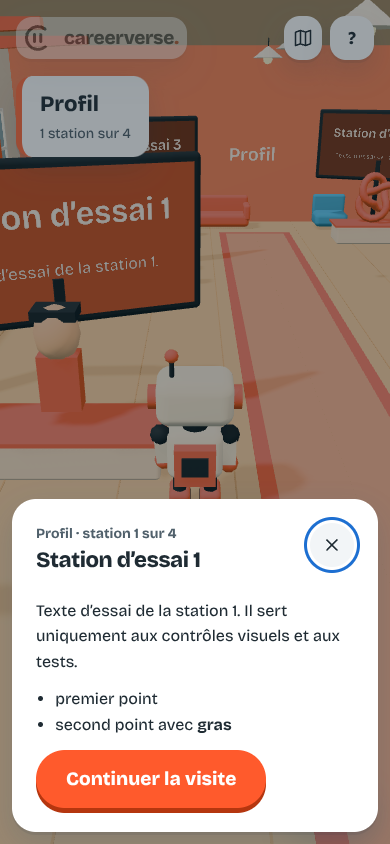 careerverse.
?
Profil
1 station sur 4
essai 3
Profil
Station d'e
on d'essai 1
d'essai de la station 1.
Profil · station 1 sur 4
Station d’essai 1
Texte d’essai de la station 1. Il sert
uniquement aux contrôles visuels et aux
tests.
• premier point
• second point avec gras
Continuer la visite